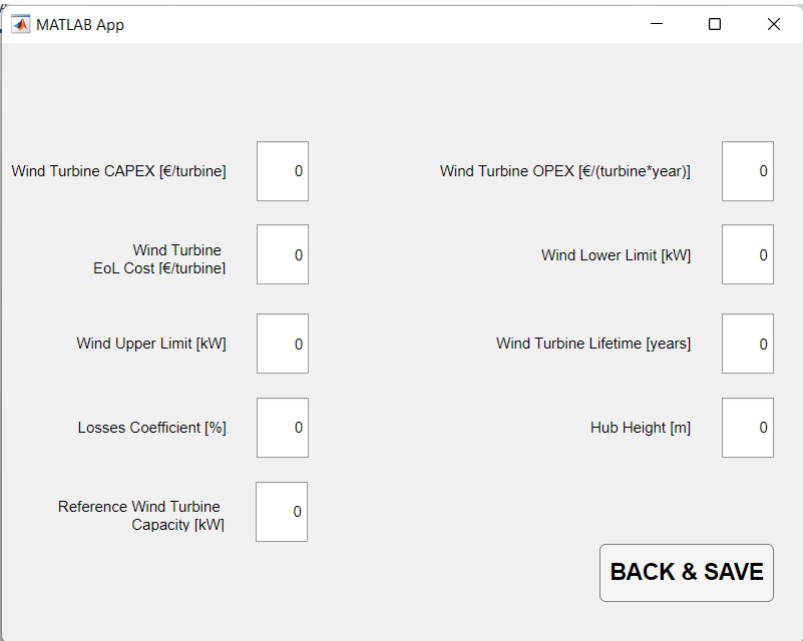 MATLAB App
Wind Turbine CAPEX [€/turbine] 0 Wind Turbine OPEX [€/(turbine*year)] 0
Wind Turbine
EoL Cost [€/turbine] 0 Wind Lower Limit [kW] 0
Wind Upper Limit [kW] 0 Wind Turbine Lifetime [years] 0
Losses Coefficient [%] 0 Hub Height [m] 0
Reference Wind Turbine
Capacity [kW] 0
BACK & SAVE